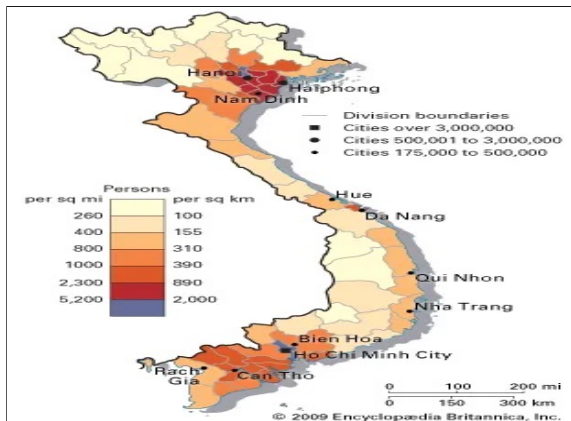 Hanoi
Haiphong
Nam Dinh
Division boundaries
Cities over 3,000,000
Cities 500,001 to 3,000,000
Cities 175,000 to 500,000
Persons
per sq mi per sq km
260 100
400 155
800 310
1000 390
2,300 890
5,200 2,000
Hue
Da Nang
Qui Nhon
Nha Trang
Bien Hoa
Ho Chi Minh City
Rach
Gia
Can Tho
0 100 200 mi
0 150 300 km
© 2009 Encyclopædia Britannica, Inc.